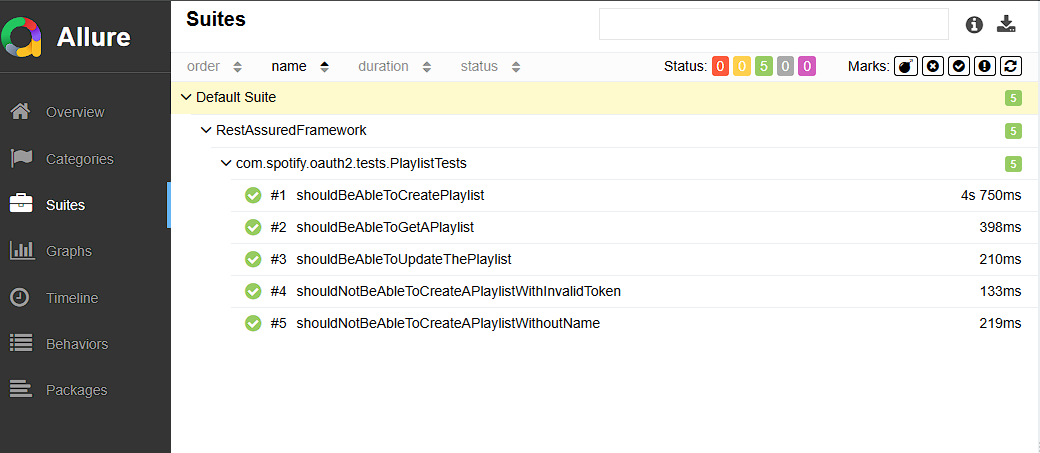 Allure
Overview
Categories
Suites
Graphs
Timeline
Behaviors
Packages
Suites
order name duration status Status: 0 0 5 0 0 Marks:
Default Suite 5
RestAssuredFramework 5
com.spotify.oauth2.tests.PlaylistTests 5
#1 shouldBeAbleToCreatePlaylist 4s 750ms
#2 shouldBeAbleToGetAPlaylist 398ms
#3 shouldBeAbleToUpdateThePlaylist 210ms
#4 shouldNotBeAbleToCreateAPlaylistWithInvalidToken 133ms
#5 shouldNotBeAbleToCreateAPlaylistWithoutName 219ms